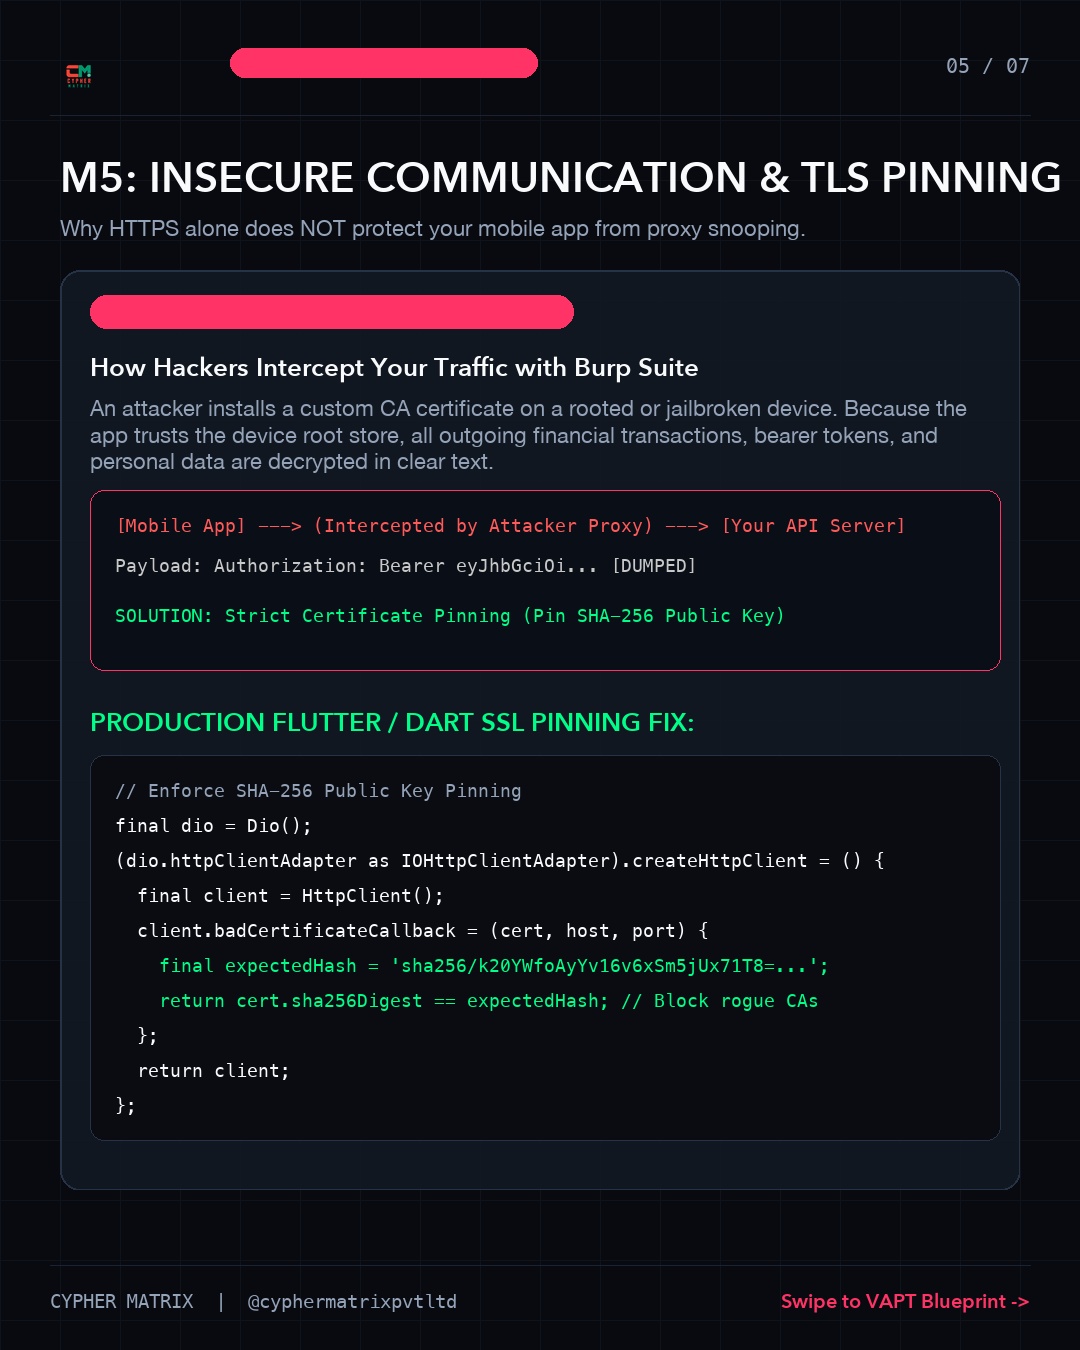 CM
CYPHER
MATRIX
05 / 07
M5: INSECURE COMMUNICATION & TLS PINNING
Why HTTPS alone does NOT protect your mobile app from proxy snooping.
How Hackers Intercept Your Traffic with Burp Suite
An attacker installs a custom CA certificate on a rooted or jailbroken device. Because the
app trusts the device root store, all outgoing financial transactions, bearer tokens, and
personal data are decrypted in clear text.
[Mobile App] ---> (Intercepted by Attacker Proxy) ---> [Your API Server]
Payload: Authorization: Bearer eyJhbGciOi... [DUMPED]
SOLUTION: Strict Certificate Pinning (Pin SHA-256 Public Key)
PRODUCTION FLUTTER / DART SSL PINNING FIX:
// Enforce SHA-256 Public Key Pinning
final dio = Dio();
(dio.httpClientAdapter as IOHttpClientAdapter).createHttpClient = () {
  final client = HttpClient();
  client.badCertificateCallback = (cert, host, port) {
    final expectedHash = 'sha256/k20YWfoAyYv16v6xSm5jUx71T8=...';
    return cert.sha256Digest == expectedHash; // Block rogue CAs
  };
  return client;
};
CYPHER MATRIX | @cyphermatrixpvtltd
Swipe to VAPT Blueprint ->